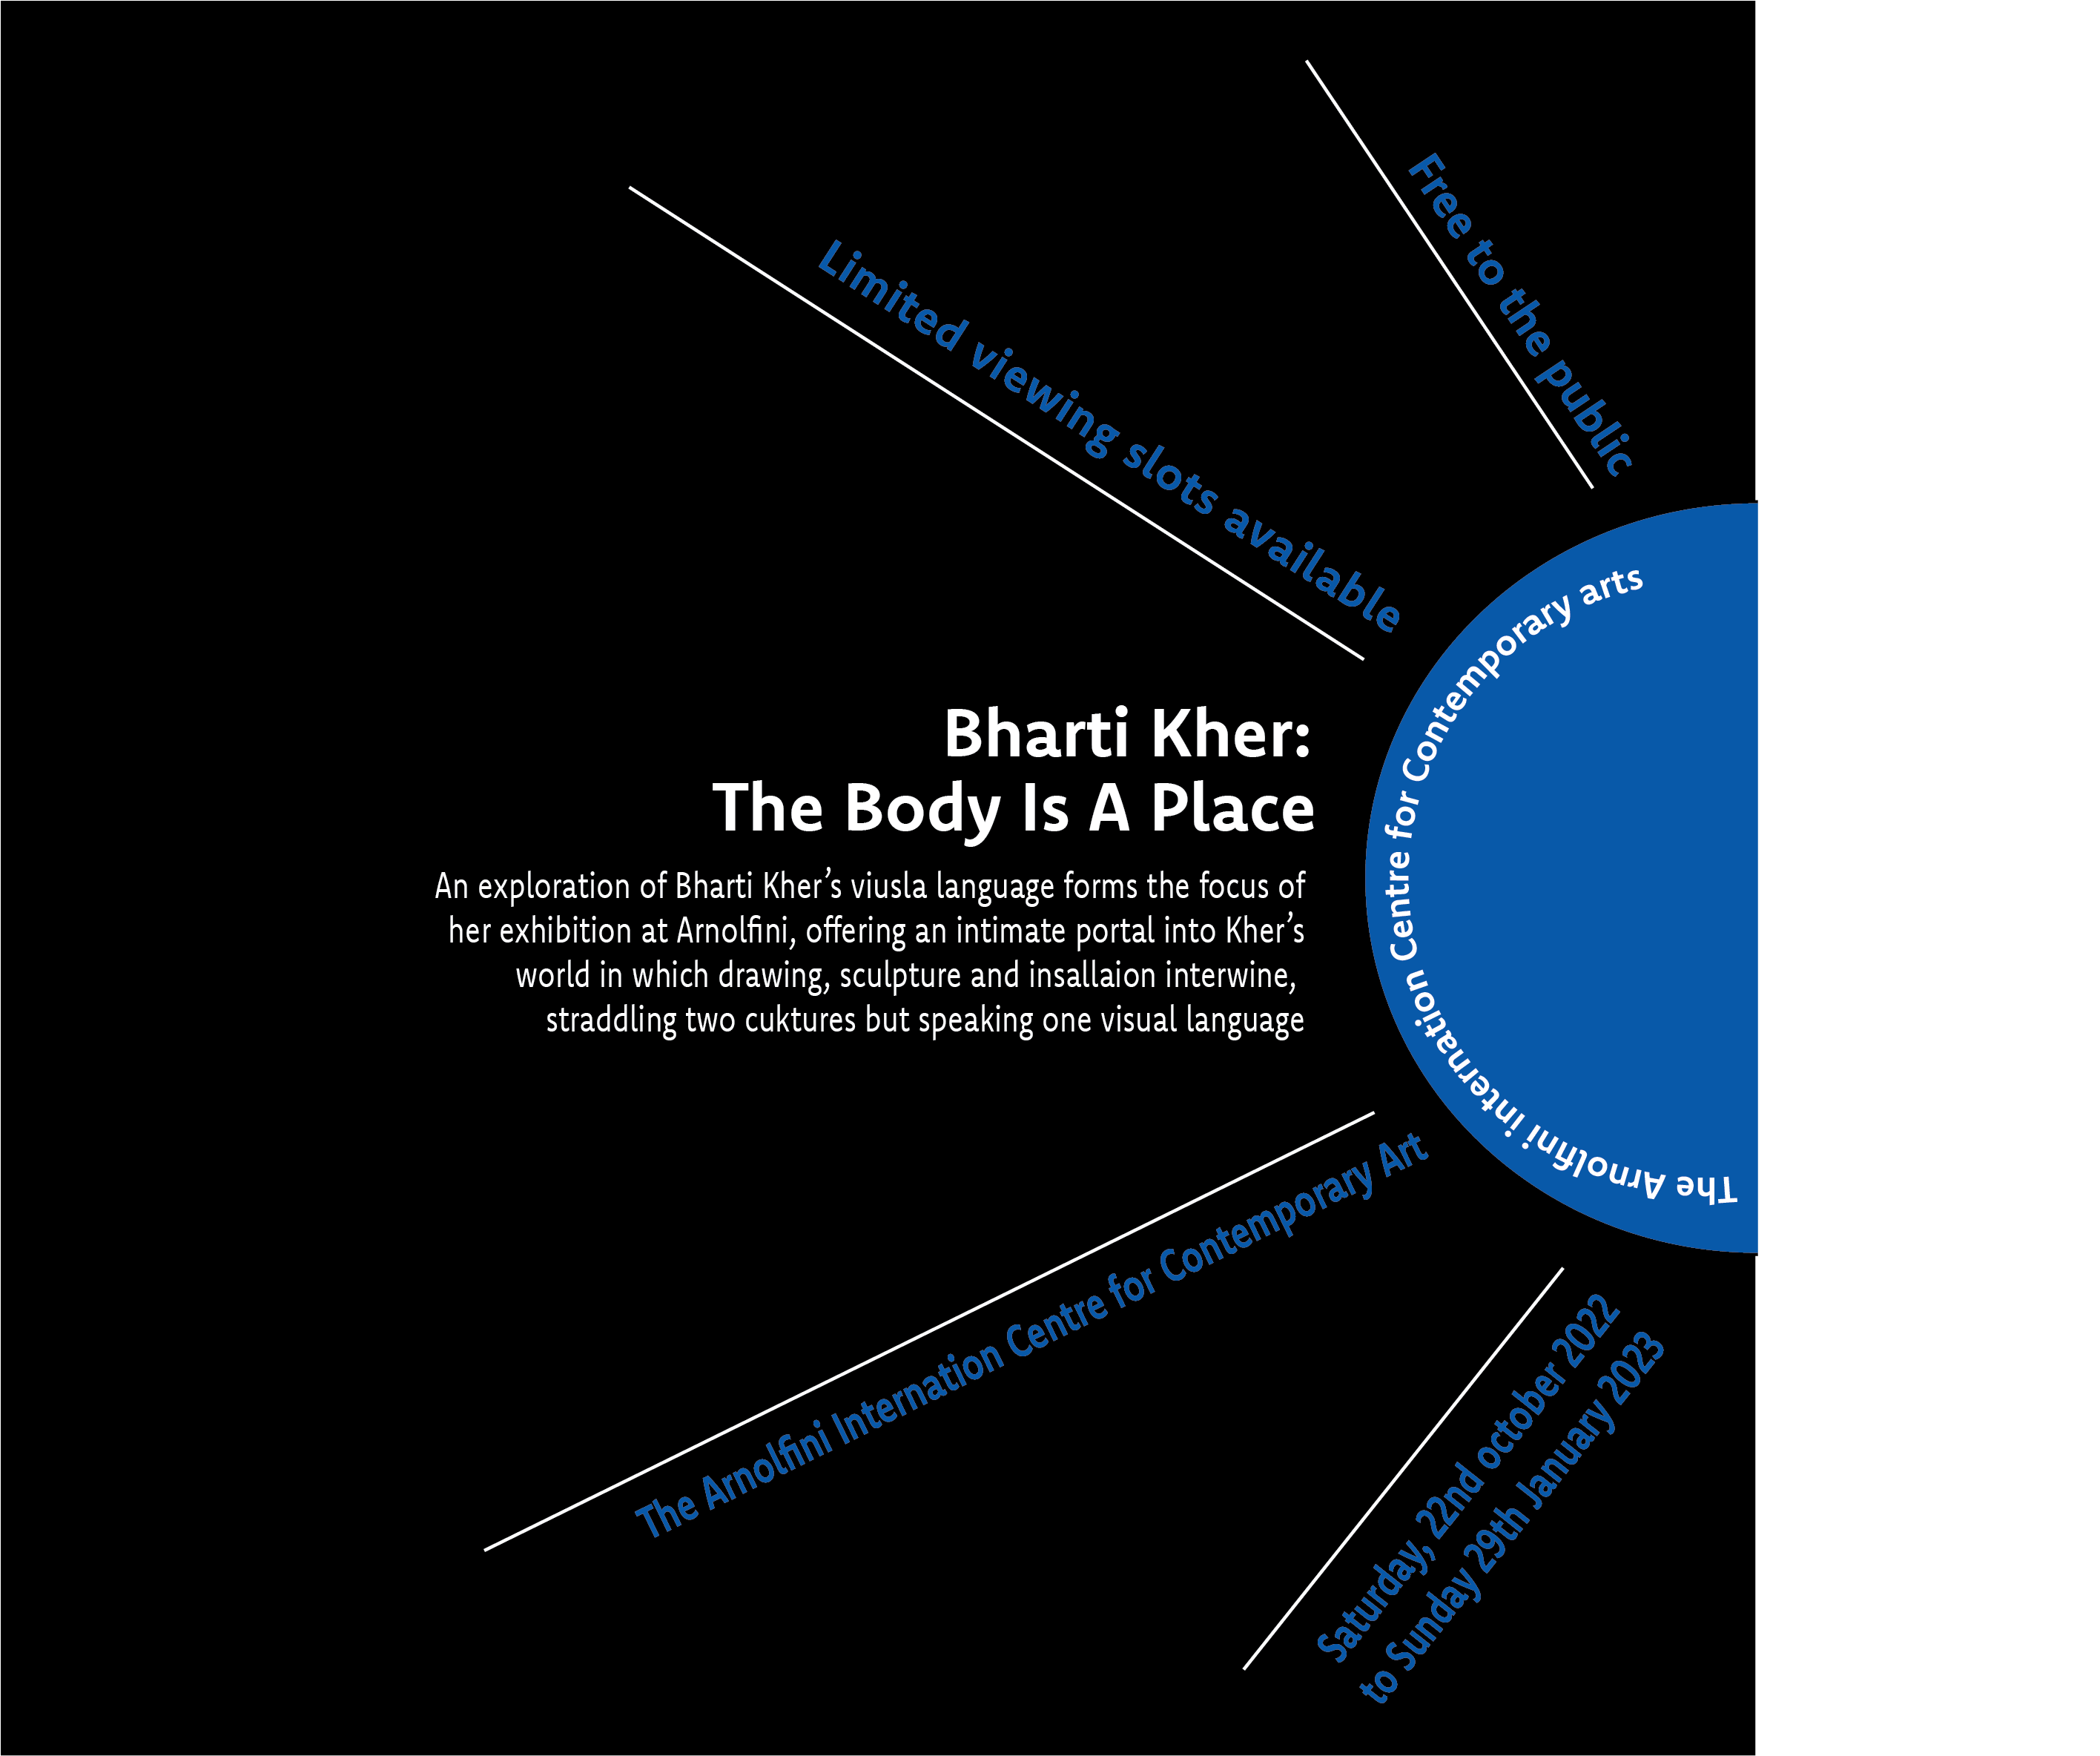 Free to the public
Limited viewing slots available
Bharti Kher:
The Body Is A Place
An exploration of Bharti Kher’s viusla language forms the focus of
her exhibition at Arnolfini, offering an intimate portal into Kher’s
world in which drawing, sculpture and insallaion interwine,
straddling two cuktures but speaking one visual language
The Arnolfini internation Centre for Contemporary arts
The Arnolfini Internation Centre for Contemporary Art
Saturday, 22nd october 2022
to Sunday 29th January 2023